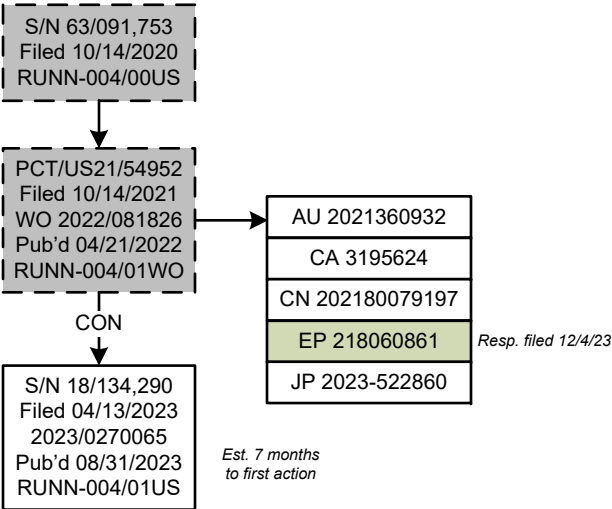 S/N 63/091,753
Filed 10/14/2020
RUNN-004/00US
PCT/US21/54952
Filed 10/14/2021
WO 2022/081826
Pub'd 04/21/2022
RUNN-004/01WO
AU 2021360932
CA 3195624
CN 202180079197
EP 218060861
Resp. filed 12/4/23
JP 2023-522860
CON
S/N 18/134,290
Filed 04/13/2023
2023/0270065
Pub'd 08/31/2023
RUNN-004/01US
Est. 7 months
to first action